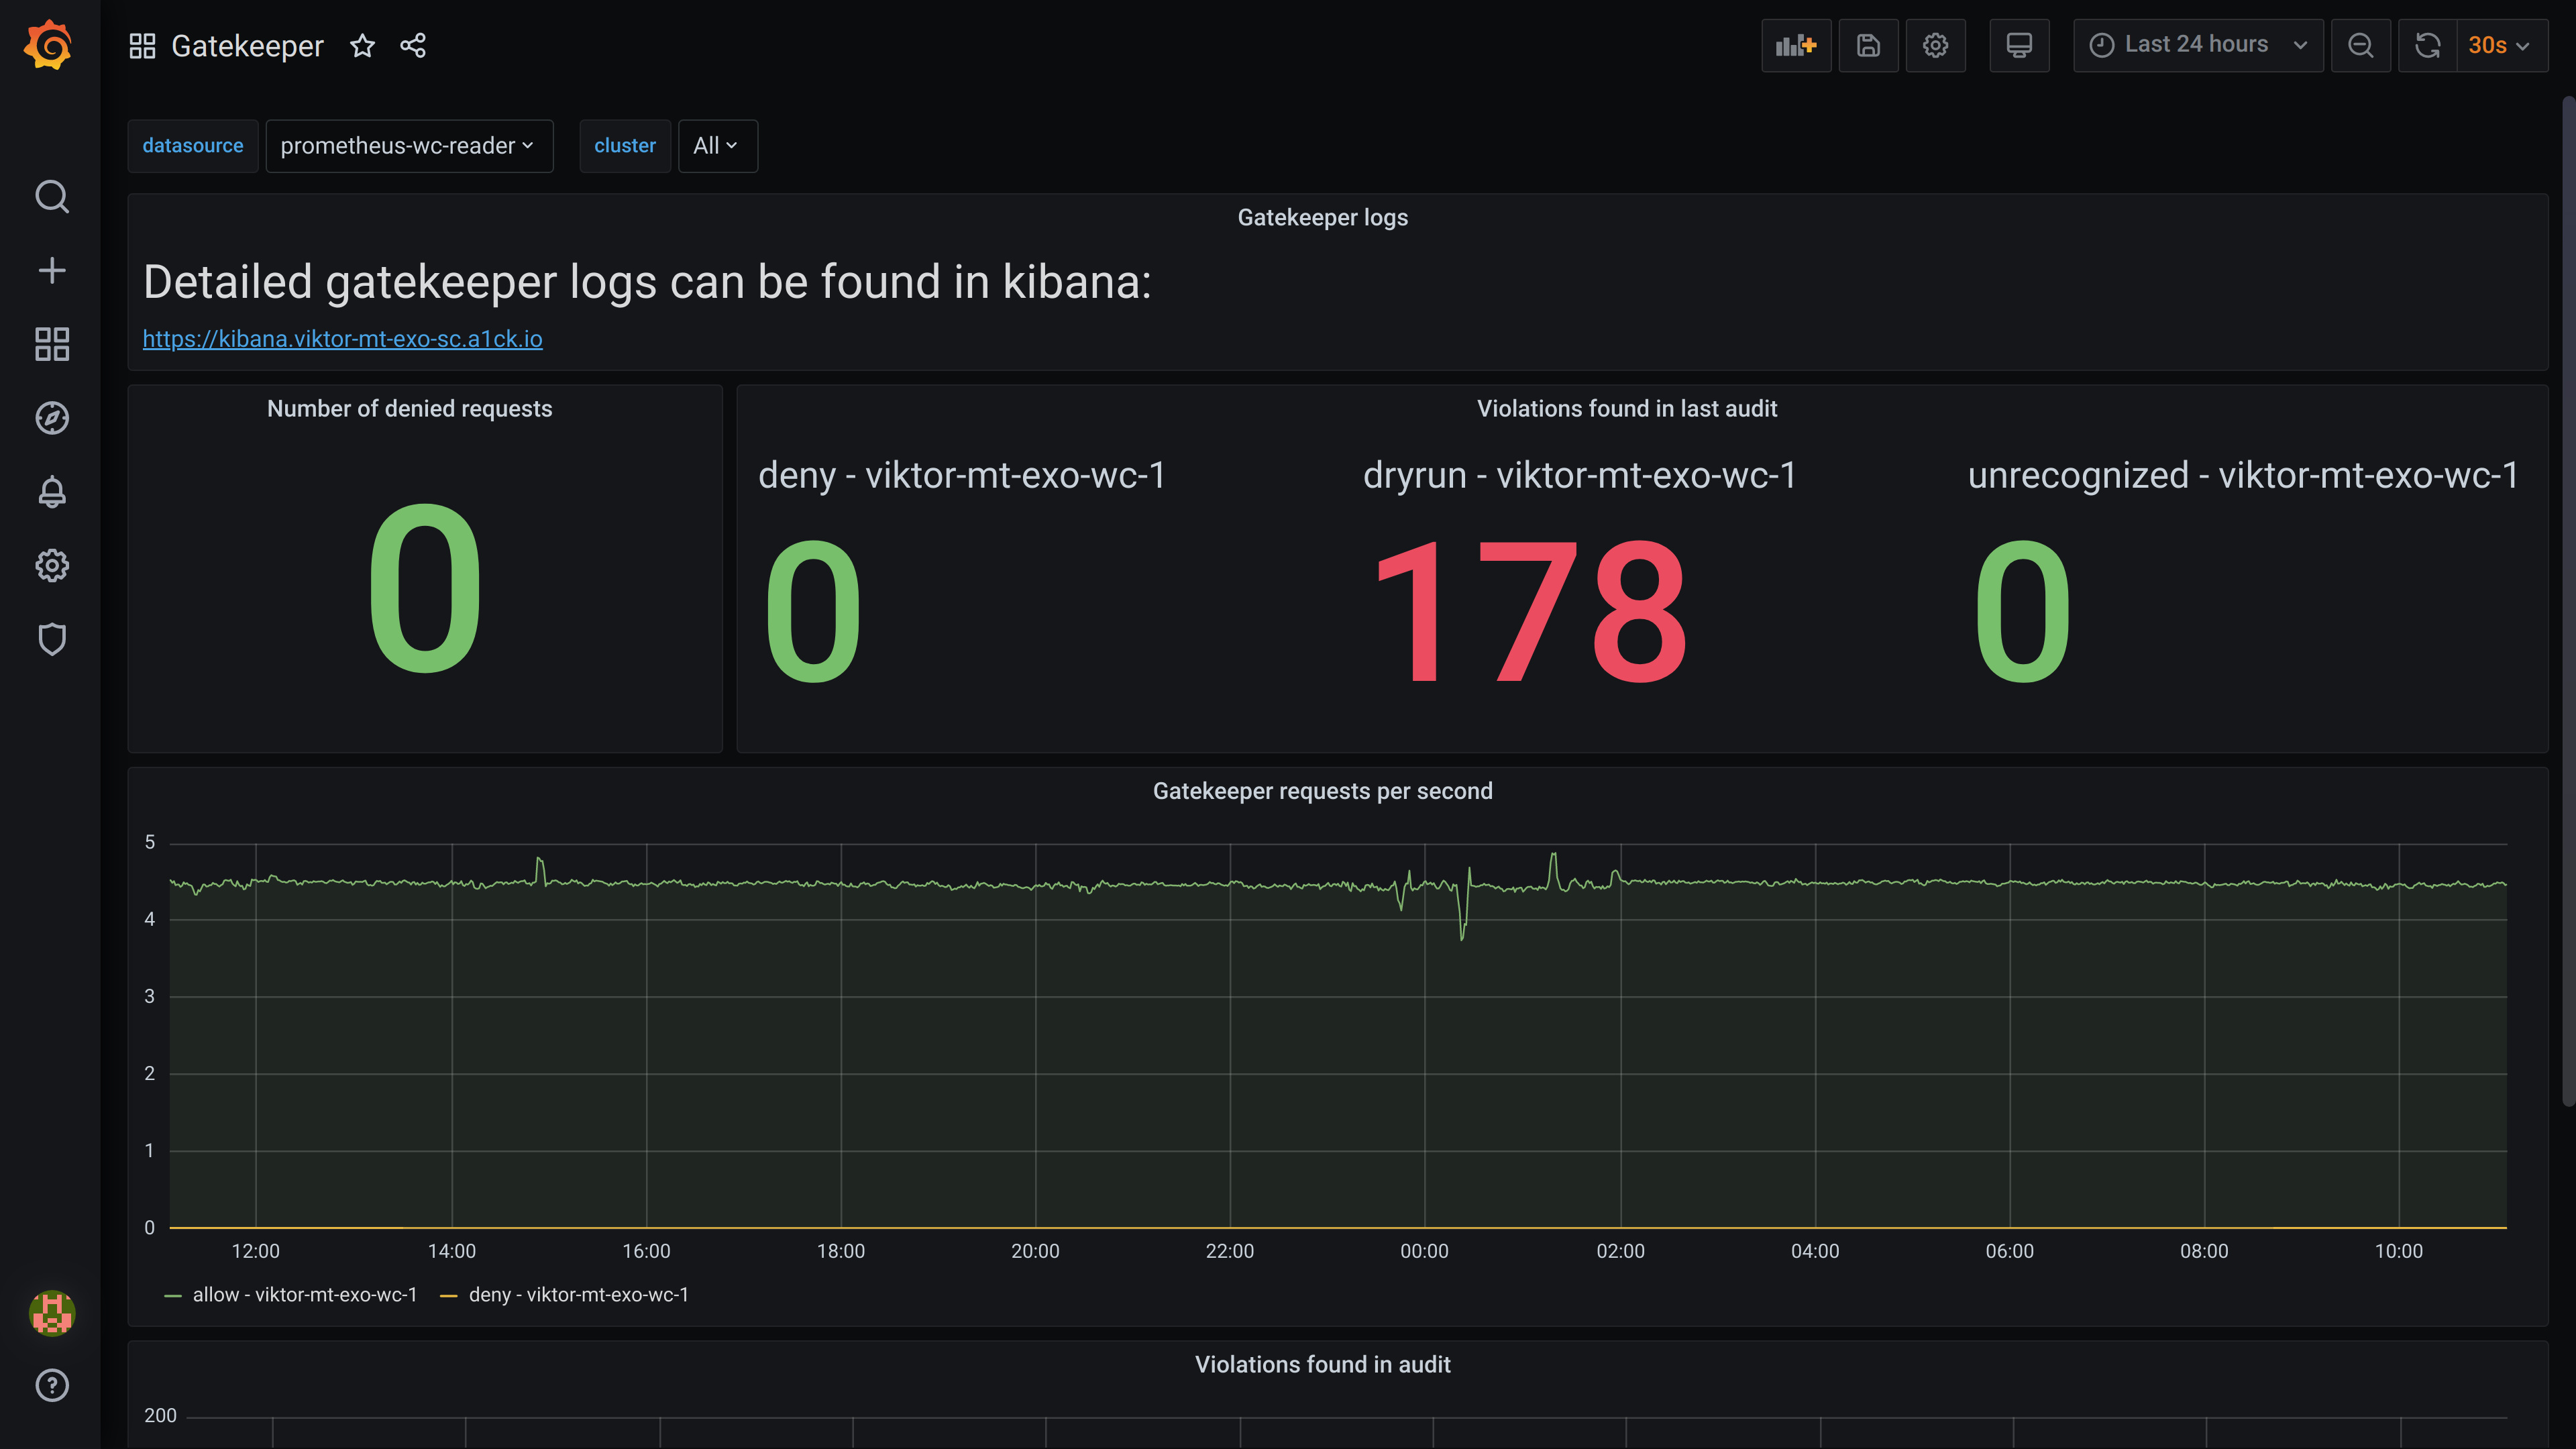 Gatekeeper
Last 24 hours
30s
datasource prometheus-wc-reader cluster All
Gatekeeper logs
Detailed gatekeeper logs can be found in kibana:
https://kibana.viktor-mt-exo-sc.a1ck.io
Number of denied requests
0
Violations found in last audit
deny - viktor-mt-exo-wc-1
0
dryrun - viktor-mt-exo-wc-1
178
unrecognized - viktor-mt-exo-wc-1
0
Gatekeeper requests per second
5
4
3
2
1
0
12:00 14:00 16:00 18:00 20:00 22:00 00:00 02:00 04:00 06:00 08:00 10:00
allow - viktor-mt-exo-wc-1 deny - viktor-mt-exo-wc-1
Violations found in audit
200